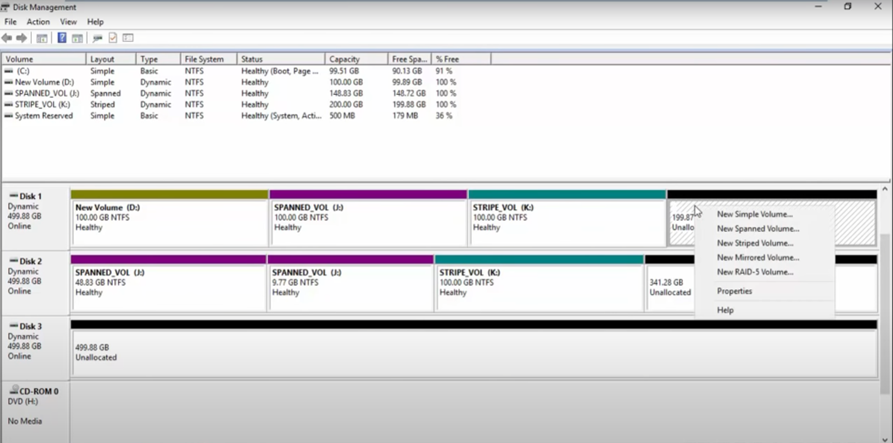 Disk Management
File Action View Help
Volume Layout Type File System Status Capacity Free Spa... % Free
(C:) Simple Basic NTFS Healthy (Boot, Page ... 99.51 GB 90.13 GB 91 %
New Volume (D:) Simple Dynamic NTFS Healthy 100.00 GB 99.89 GB 100 %
SPANNED_VOL (J:) Spanned Dynamic NTFS Healthy 148.83 GB 148.72 GB 100 %
STRIPE_VOL (K:) Striped Dynamic NTFS Healthy 200.00 GB 199.88 GB 100 %
System Reserved Simple Basic NTFS Healthy (System, Acti... 500 MB 179 MB 36 %
Disk 1
Dynamic
499.88 GB
Online
New Volume (D:)
100.00 GB NTFS
Healthy
SPANNED_VOL (J:)
100.00 GB NTFS
Healthy
STRIPE_VOL (K:)
100.00 GB NTFS
Healthy
199.87
Unallo
New Simple Volume...
New Spanned Volume...
New Striped Volume...
New Mirrored Volume...
New RAID-5 Volume...
Properties
Help
Disk 2
Dynamic
499.88 GB
Online
SPANNED_VOL (J:)
48.83 GB NTFS
Healthy
SPANNED_VOL (J:)
9.77 GB NTFS
Healthy
STRIPE_VOL (K:)
100.00 GB NTFS
Healthy
341.28 GB
Unallocated
Disk 3
Dynamic
499.88 GB
Online
499.88 GB
Unallocated
CD-ROM 0
DVD (H:)
No Media